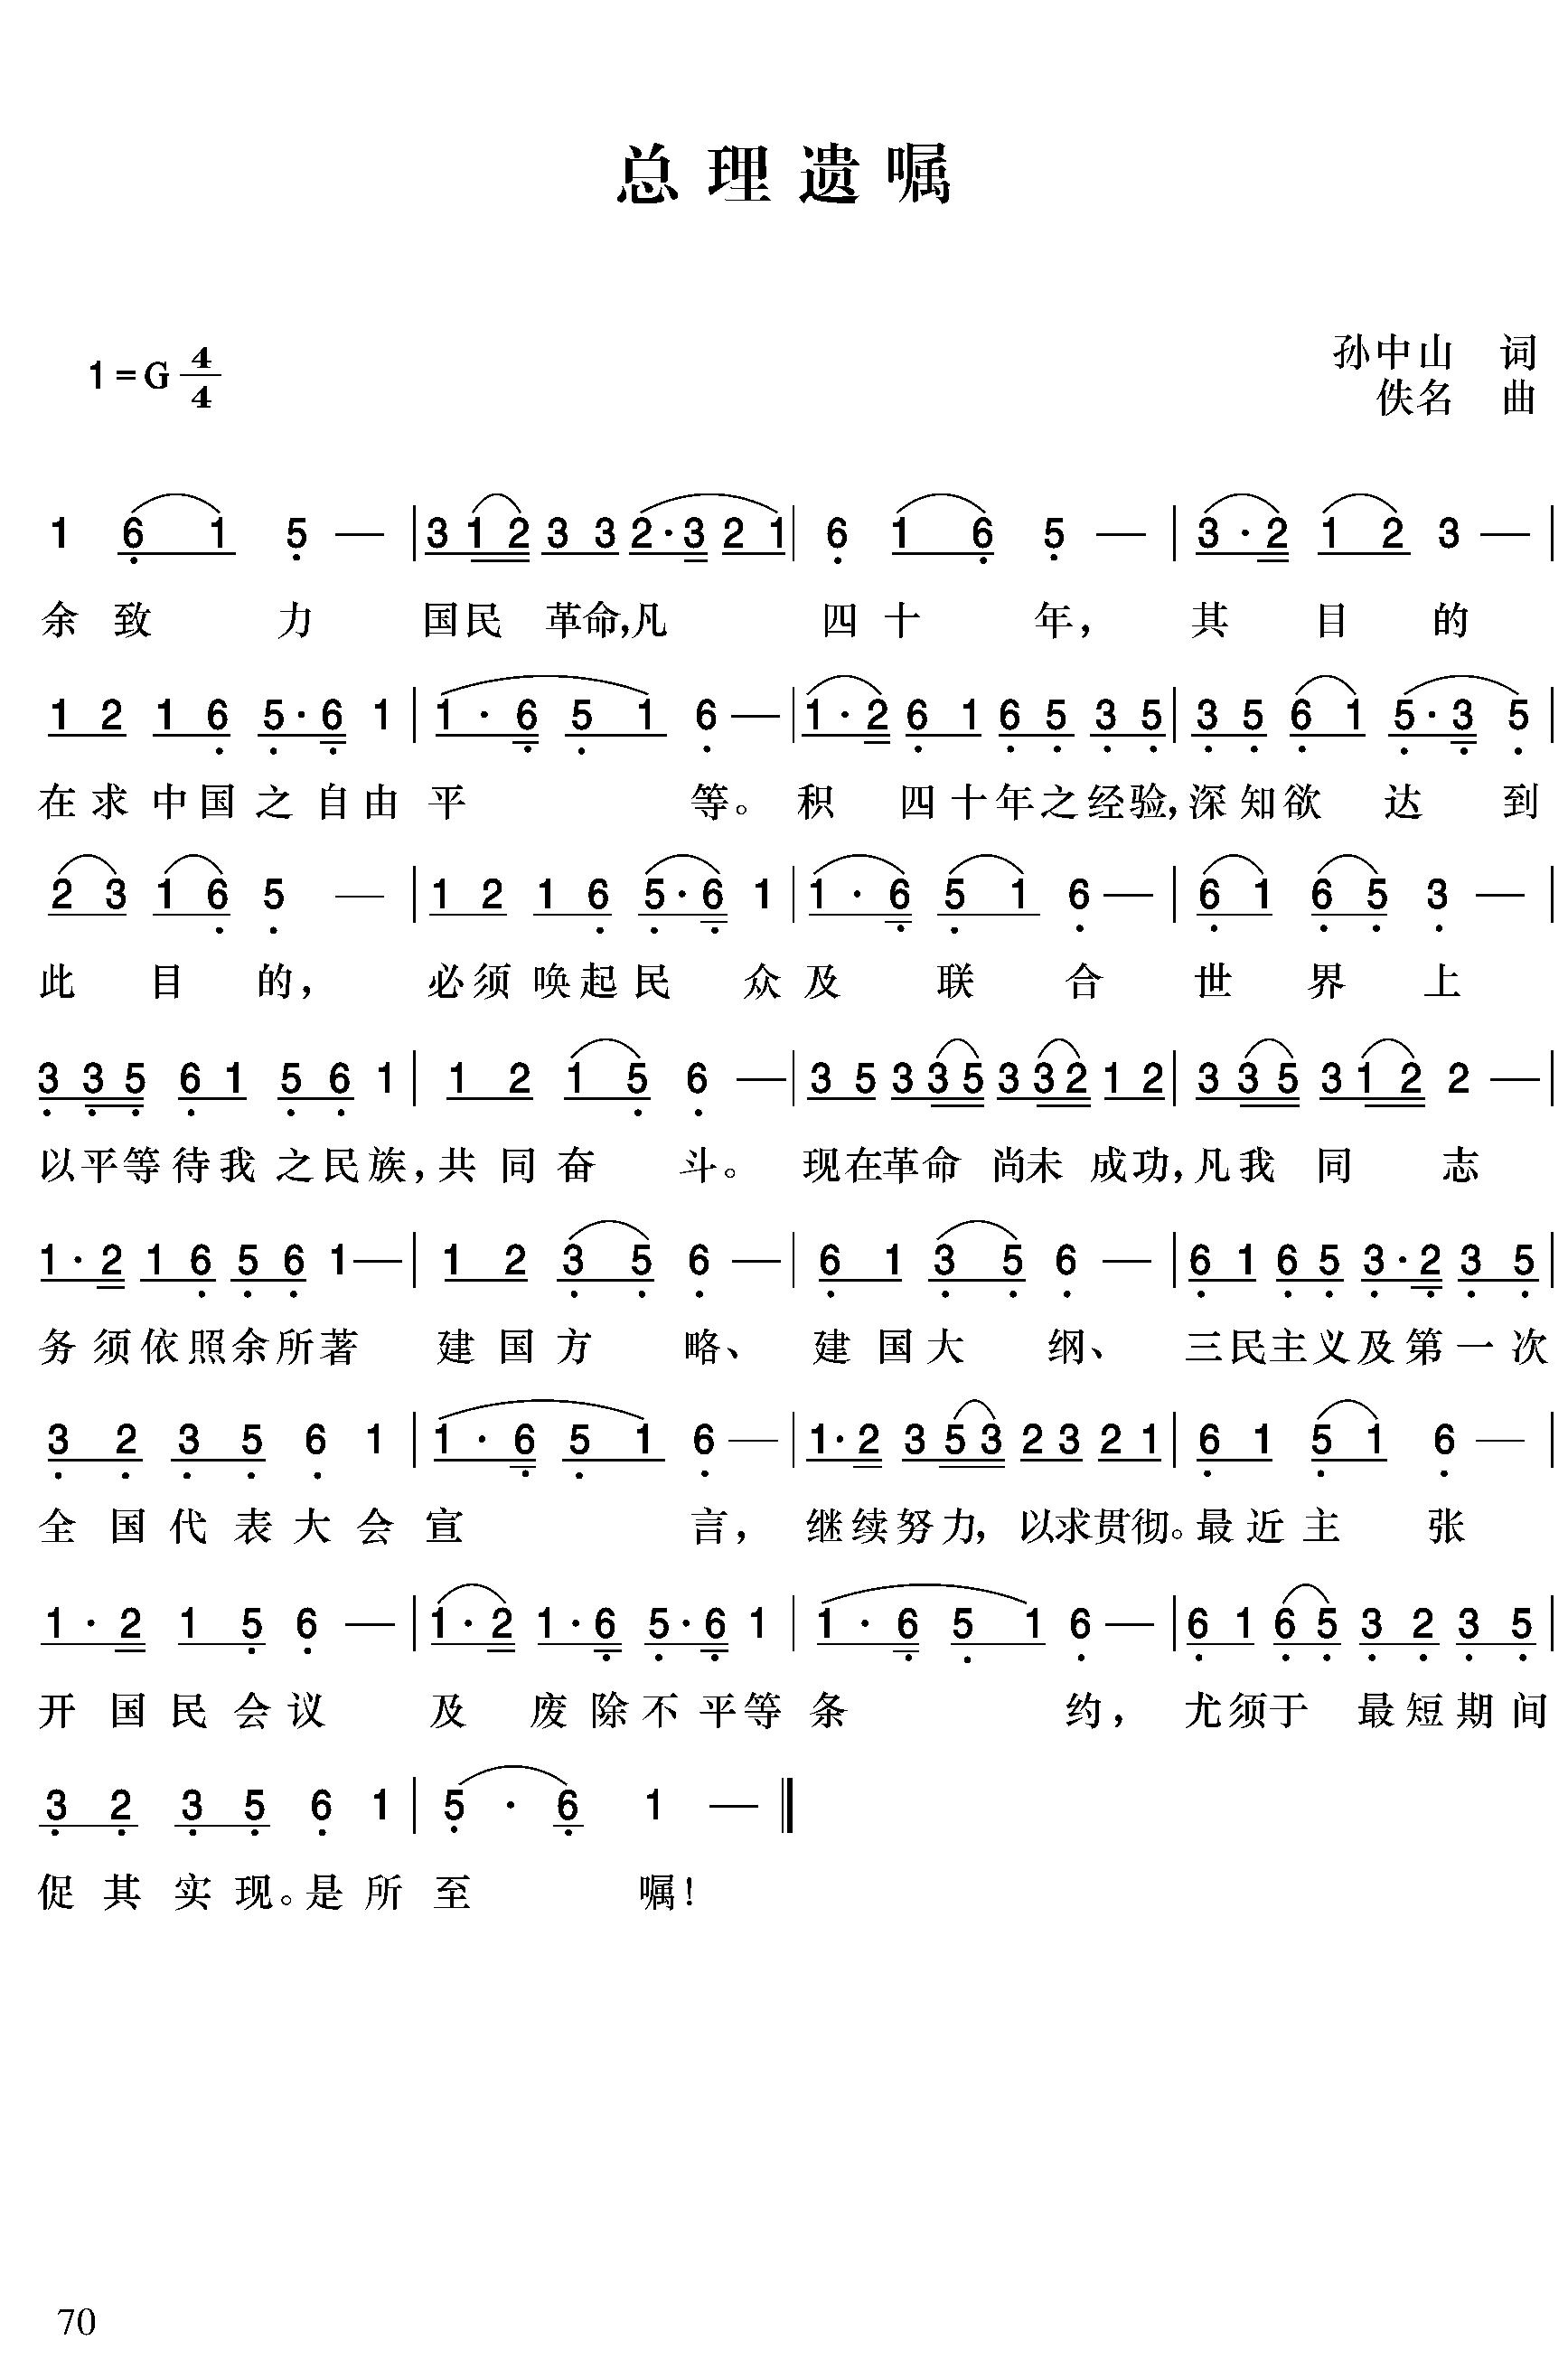 总理遗嘱
孙中山 词
1=G 4/4
佚名 曲
1 6 1 5 — | 3 1 2 3 3 2·3 2 1 | 6 1 6 5 — | 3·2 1 2 3 — |
余致力国民革命,凡四十年，其目的
1 2 1 6 5·6 1 | 1·6 5 1 6 — | 1·2 6 1 6 5 3 5 | 3 5 6 1 5·3 5 |
在求中国之自由平等。积四十年之经验,深知欲达到
2 3 1 6 5 — | 1 2 1 6 5·6 1 | 1·6 5 1 6 — | 6 1 6 5 3 — |
此目的，必须唤起民众及联合世界上
3 3 5 6 1 5 6 1 | 1 2 1 5 6 — | 3 5 3 3 5 3 3 2 1 2 | 3 3 5 3 1 2 2 — |
以平等待我之民族,共同奋斗。现在革命尚未成功,凡我同志
1·2 1 6 5 6 1 — | 1 2 3 5 6 — | 6 1 3 5 6 — | 6 1 6 5 3·2 3 5
务须依照余所著建国方略、建国大纲、三民主义及第一次
3 2 3 5 6 1 | 1·6 5 1 6 — | 1·2 3 5 3 2 3 2 1 | 6 1 5 1 6 — |
全国代表大会宣言，继续努力,以求贯彻。最近主张
1·2 1 5 6 — | 1·2 1·6 5·6 1 | 1·6 5 1 6 — | 6 1 6 5 3 2 3 5 |
开国民会议及废除不平等条约，尤须于最短期间
3 2 3 5 6 1 | 5·6 1 — ‖
促其实现。是所至嘱!
70